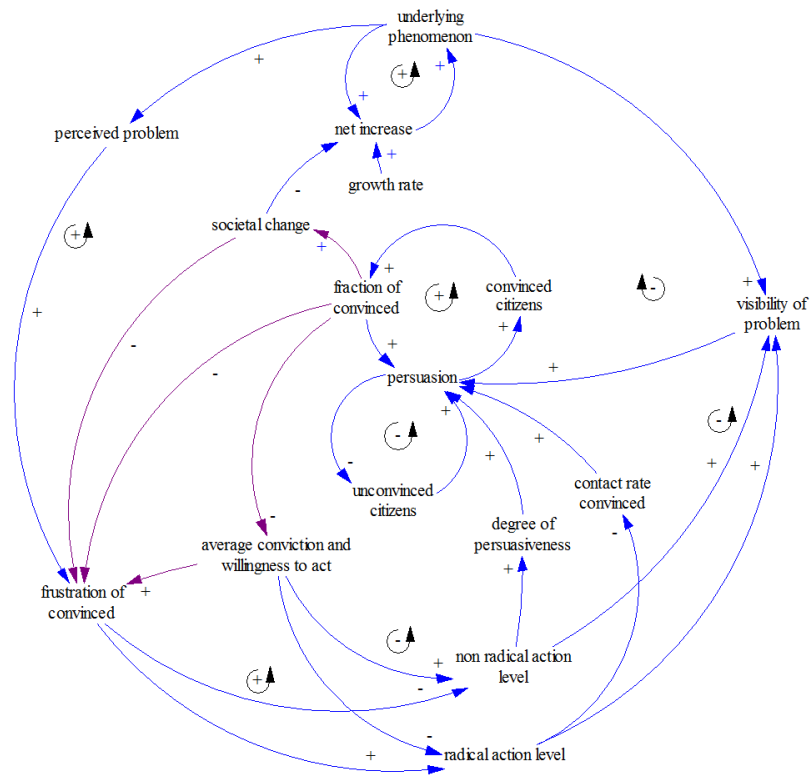 underlying
phenomenon
+
+
+
+
perceived problem
net increase
+
growth rate
-
societal change
+
+
+
fraction of
convinced
+
convinced
citizens
-
+
visibility of
problem
+
-
-
+
+
+
persuasion
-
+
-
+
-
unconvinced
citizens
+
+
contact rate
convinced
+
+
degree of
persuasiveness
-
-
average conviction and
willingness to act
+
+
frustration of
convinced
-
non radical action
level
+
+
-
-
+
radical action level